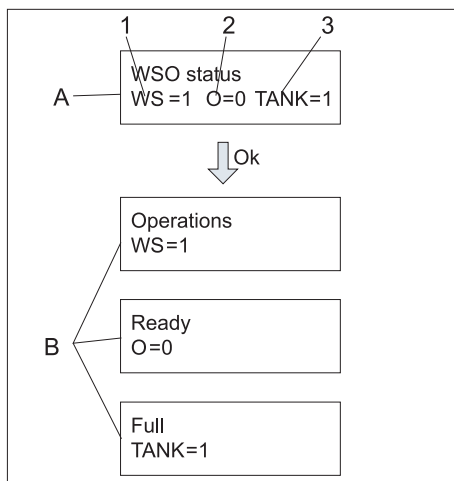 1 2 3
WSO status
A
WS =1 O=0 TANK=1
Ok
Operations
WS=1
Ready
B
O=0
Full
TANK=1